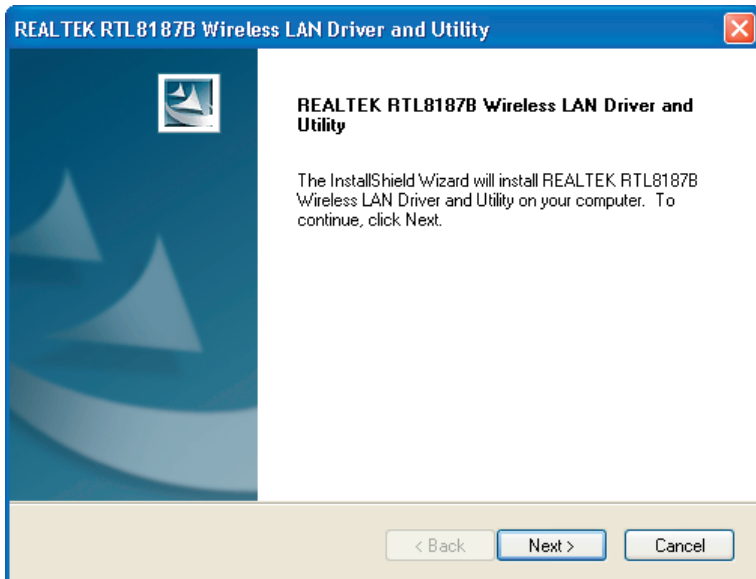 REALTEK RTL8187B Wireless LAN Driver and Utility
REALTEK RTL8187B Wireless LAN Driver and
Utility
The InstallShield Wizard will install REALTEK RTL8187B
Wireless LAN Driver and Utility on your computer.  To
continue, click Next.
< Back
Next >
Cancel